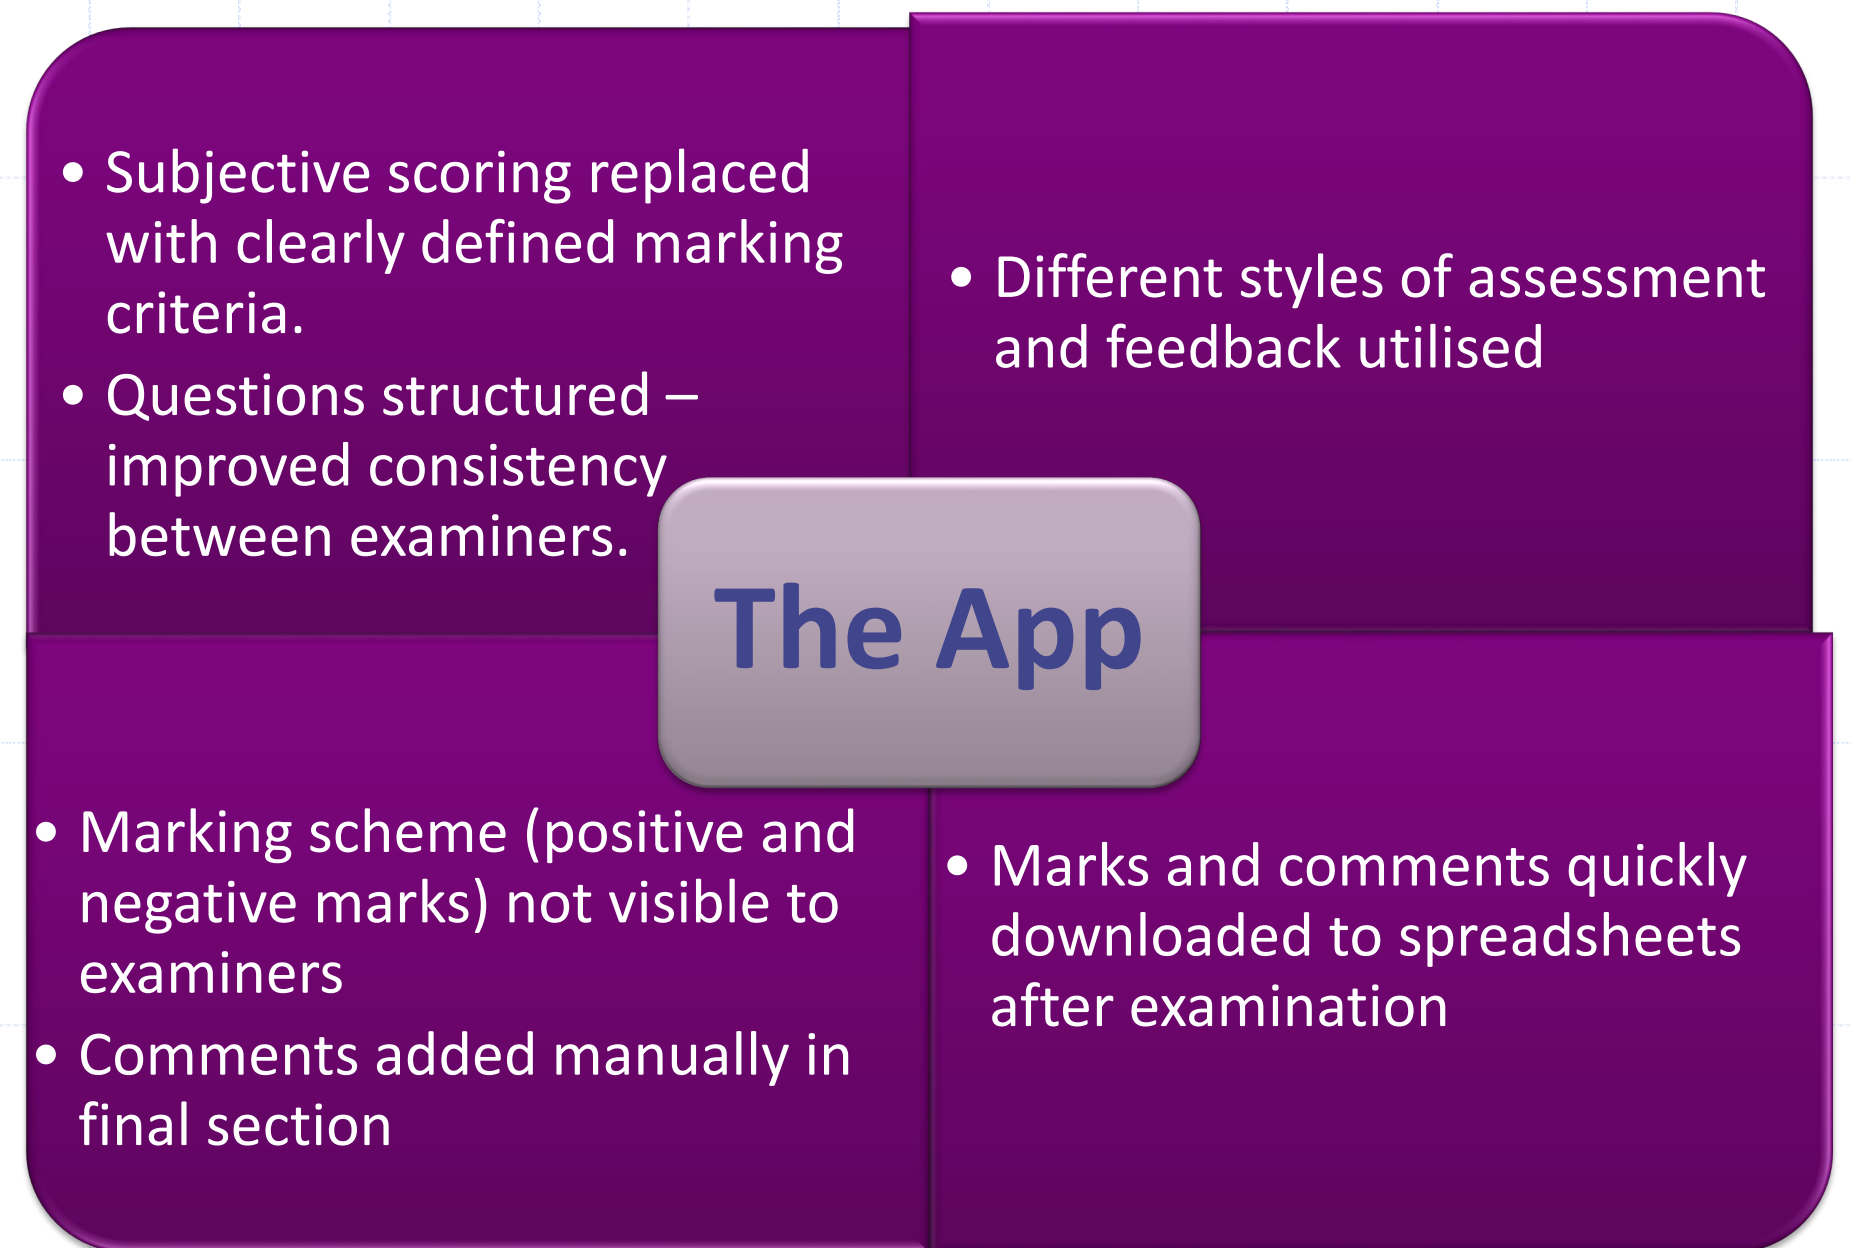 • Subjective scoring replaced
with clearly defined marking
criteria.
• Questions structured –
improved consistency
between examiners.
• Different styles of assessment
and feedback utilised
The App
• Marking scheme (positive and
negative marks) not visible to
examiners
• Comments added manually in
final section
• Marks and comments quickly
downloaded to spreadsheets
after examination